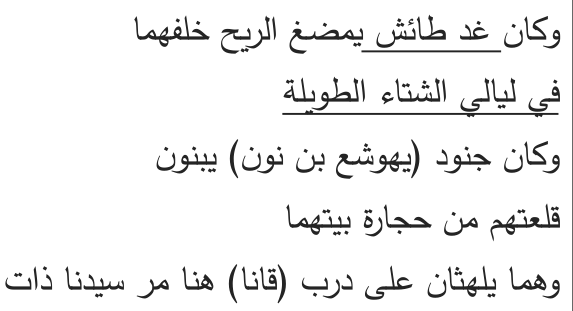 وكان غد طائش يمضغ الريح خلفهما
في ليالي الشتاء الطويلة
وكان جنود (يهوشع بن نون) يبنون
قلعتهم من حجارة بيتهما
وهما يلهثان على درب (قانا) هنا مر سيدنا ذات